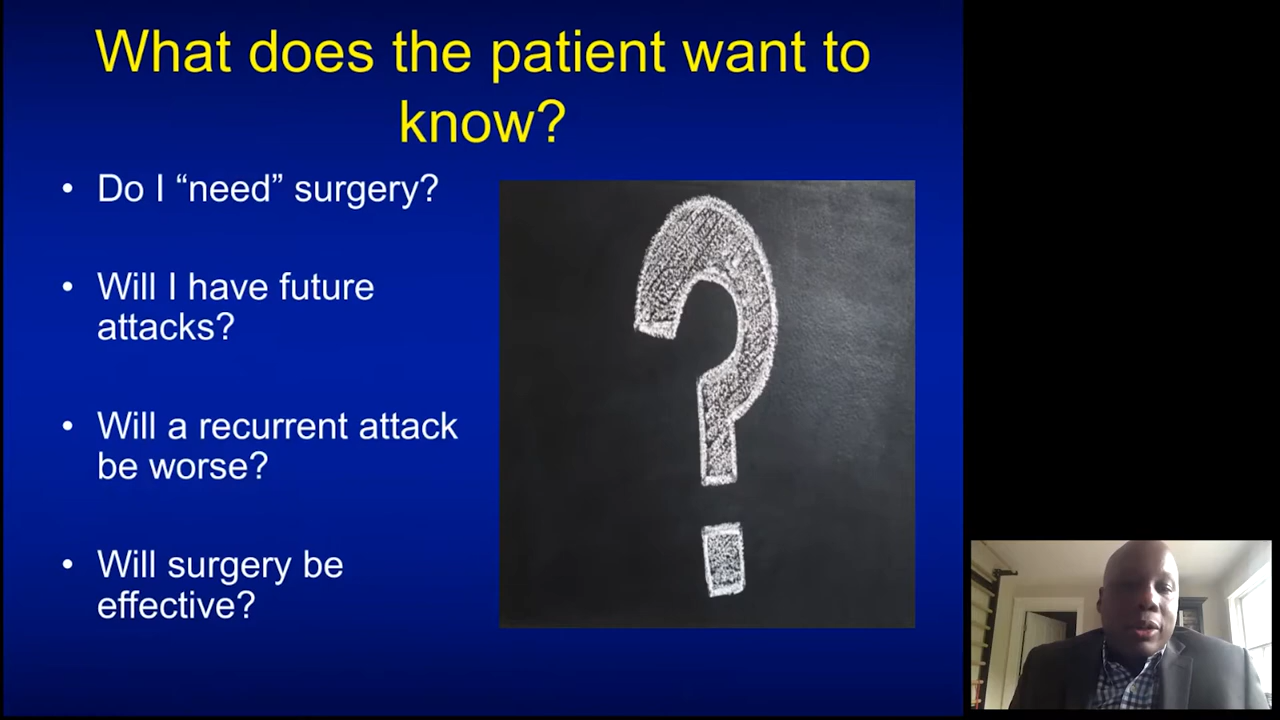 What does the patient want to
know?
• Do I “need” surgery?
• Will I have future
attacks?
• Will a recurrent attack
be worse?
• Will surgery be
effective?